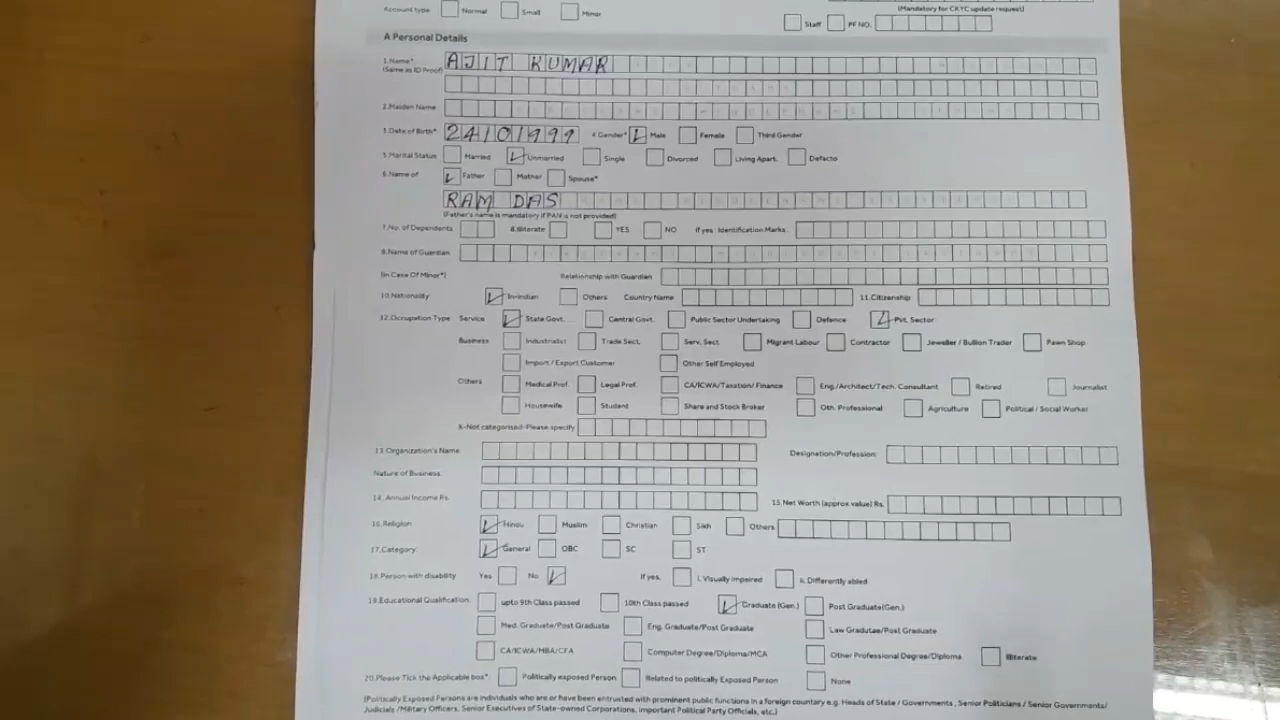 Account type Normal Small Minor
(Mandatory for CKYC update request)
Staff PF NO.
A Personal Details
1.Name* AJIT KUMAR
(Same as ID Proof)
2.Maiden Name
3.Date of Birth* 24101999 4.Gender* Male Female Third Gender
5.Marital Status Married Unmarried Single Divorced Living Apart. Defacto
6.Name of Father Mother Spouse*
RAM DAS
(Father's name is mandatory if PAN is not provided)
7.No. of Dependents 8.Illiterate YES NO If yes: Identification Marks
9.Name of Guardian
(In Case Of Minor*) Relationship with Guardian
10.Nationality In-Indian Others Country Name 11.Citizenship
12.Occupation Type Service State Govt. Central Govt. Public Sector Undertaking Defence Pvt. Sector
Business Industrialist Trade Sect. Serv. Sect. Migrant Labour Contractor Jeweller / Bullion Trader Pawn Shop
Import / Export Customer Other Self Employed
Others Medical Prof. Legal Prof. CA/ICWA/Taxation/ Finance Eng./Architect/Tech. Consultant Retired Journalist
Housewife Student Share and Stock Broker Oth. Professional Agriculture Political / Social Worker
X-Not categorised-Please specify
13.Organization's Name Designation/Profession:
Nature of Business:
14.Annual Income Rs. 15.Net Worth (approx value) Rs.
16.Religion Hindu Muslim Christian Sikh Others
17.Category: General OBC SC ST
18.Person with disability Yes No If yes, i. Visually impaired ii. Differently abled
19.Educational Qualification: upto 9th Class passed 10th Class passed Graduate (Gen.) Post Graduate(Gen.)
Med. Graduate/Post Graduate Eng. Graduate/Post Graduate Law Gradutae/Post Graduate
CA/ICWA/MBA/CFA Computer Degree/Diploma/MCA Other Professional Degree/Diploma Illiterate
20.Please Tick the Applicable box*: Politically exposed Person Related to politically Exposed Person None
(Politically Exposed Persons are individuals who are or have been entrusted with prominent public functions in a foreign countary e.g. Heads of State / Governments , Senior Politicians / Senior Governments/
Judicials /Military Officers, Senior Executives of State-owned Corporations, important Political Party Officials, etc.)